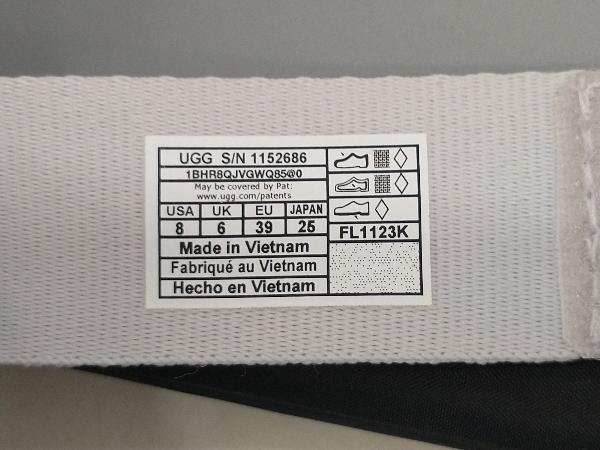 UGG S/N 1152686
1BHR8QJVGWQ85@0
May be covered by Pat:
www.ugg.com/patents
USA UK EU JAPAN
8 6 39 25
FL1123K
Made in Vietnam
Fabriqué au Vietnam
Hecho en Vietnam